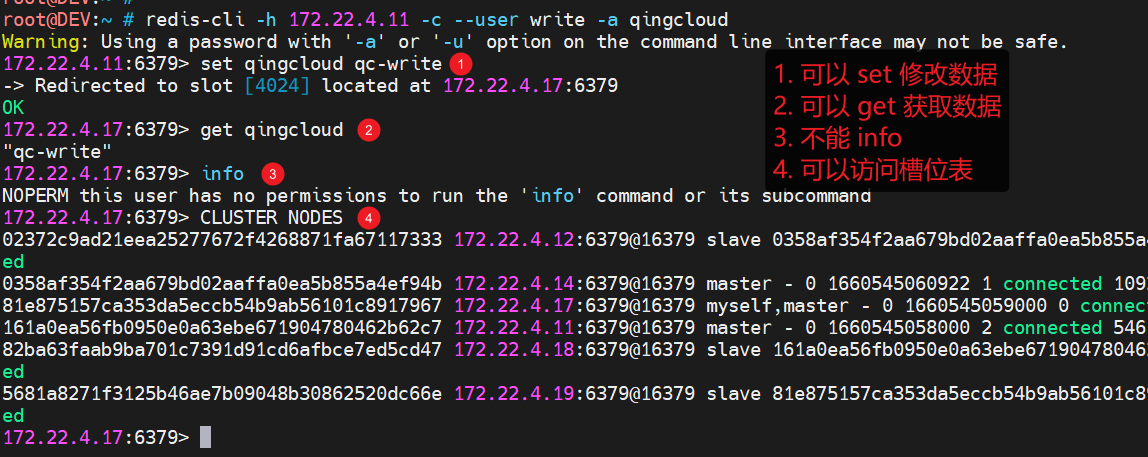 root@DEV:~ #
root@DEV:~ # redis-cli -h 172.22.4.11 -c --user write -a qingcloud
Warning: Using a password with '-a' or '-u' option on the command line interface may not be safe.
172.22.4.11:6379> set qingcloud qc-write 1
-> Redirected to slot [4024] located at 172.22.4.17:6379
OK
172.22.4.17:6379> get qingcloud 2
"qc-write"
172.22.4.17:6379> info 3
NOPERM this user has no permissions to run the 'info' command or its subcommand
172.22.4.17:6379> CLUSTER NODES 4
02372c9ad21eea25277672f4268871fa67117333 172.22.4.12:6379@16379 slave 0358af354f2aa679bd02aaffa0ea5b855a4
ed
0358af354f2aa679bd02aaffa0ea5b855a4ef94b 172.22.4.14:6379@16379 master - 0 1660545060922 1 connected 109
81e875157ca353da5eccb54b9ab56101c8917967 172.22.4.17:6379@16379 myself,master - 0 1660545059000 0 connec
161a0ea56fb0950e0a63ebe671904780462b62c7 172.22.4.11:6379@16379 master - 0 1660545058000 2 connected 546
82ba63faab9ba701c7391d91cd6afbce7ed5cd47 172.22.4.18:6379@16379 slave 161a0ea56fb0950e0a63ebe67190478046
ed
5681a8271f3125b46ae7b09048b30862520dc66e 172.22.4.19:6379@16379 slave 81e875157ca353da5eccb54b9ab56101c8
ed
172.22.4.17:6379>
1. 可以 set 修改数据
2. 可以 get 获取数据
3. 不能 info
4. 可以访问槽位表